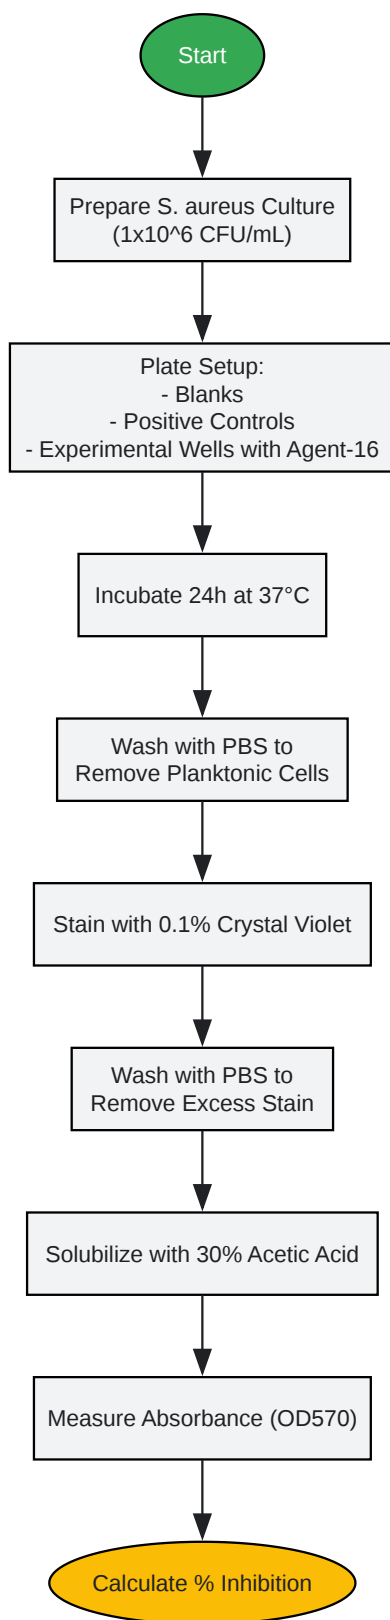 Start
Prepare S. aureus Culture
(1x10^6 CFU/mL)
Plate Setup:
- Blanks
- Positive Controls
- Experimental Wells with Agent-16
Incubate 24h at 37°C
Wash with PBS to
Remove Planktonic Cells
Stain with 0.1% Crystal Violet
Wash with PBS to
Remove Excess Stain
Solubilize with 30% Acetic Acid
Measure Absorbance (OD570)
Calculate % Inhibition